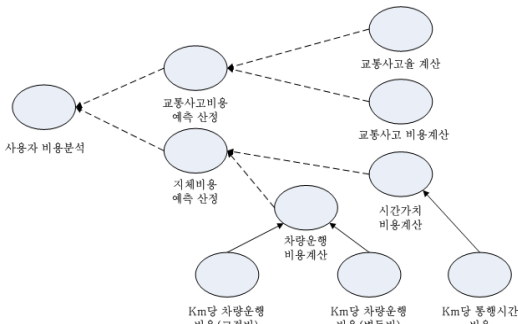 교통사고율 계산
교통사고비용
예측 산정
교통사고 비용계산
사용자 비용분석
지체비용
예측 산정
시간가치
비용계산
차량운행
비용계산
Km당 차량운행
Km당 차량운행
Km당 통행시간